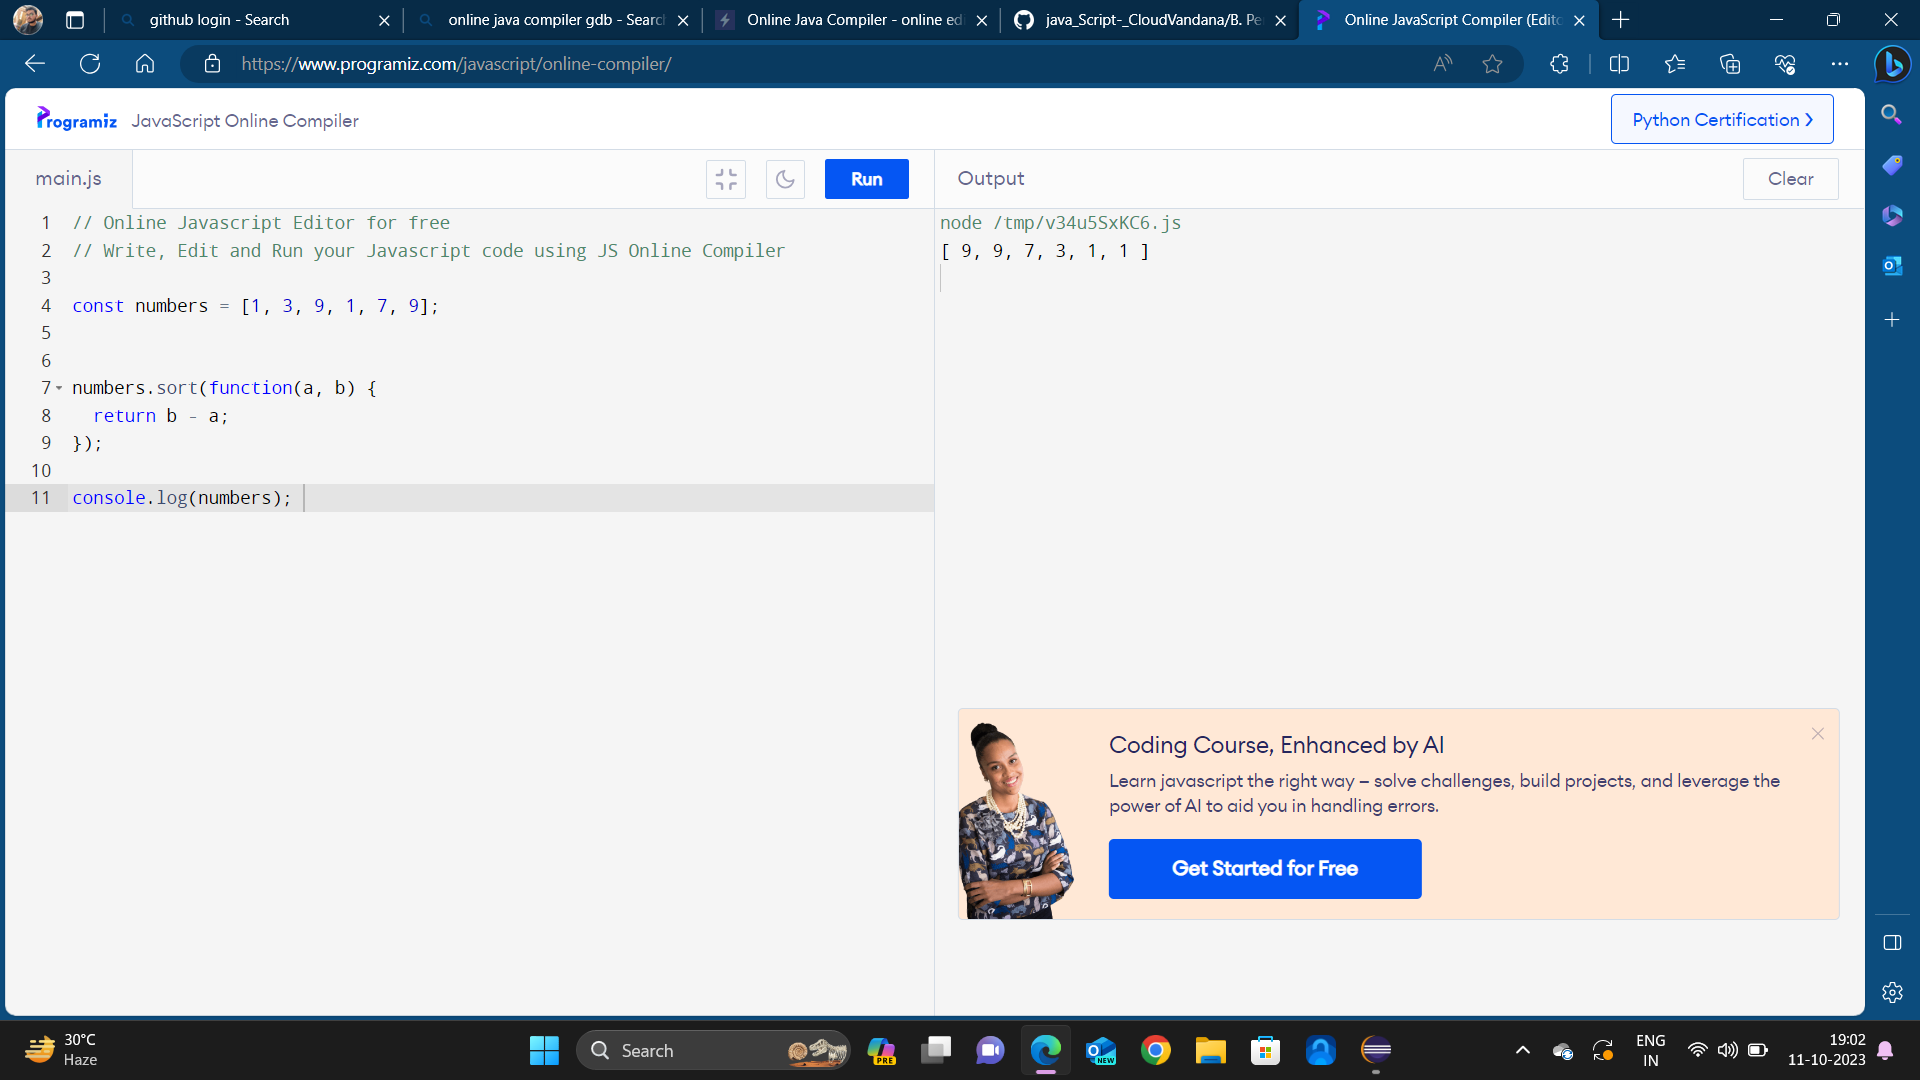 github login - Search
online java compiler gdb - Searc
Online Java Compiler - online ed
java_Script-_CloudVandana/B. Pe
Online JavaScript Compiler (Edito
https://www.programiz.com/javascript/online-compiler/
Programiz JavaScript Online Compiler
Python Certification
main.js
Run
Output
Clear
1 // Online Javascript Editor for free
2 // Write, Edit and Run your Javascript code using JS Online Compiler
3
4 const numbers = [1, 3, 9, 1, 7, 9];
5
6
7 numbers.sort(function(a, b) {
8 return b - a;
9 });
10
11 console.log(numbers);
node /tmp/v34u5SxKC6.js
[ 9, 9, 7, 3, 1, 1 ]
Coding Course, Enhanced by AI
Learn javascript the right way – solve challenges, build projects, and leverage the
power of AI to aid you in handling errors.
Get Started for Free
30°C
Haze
Search
PRE
NEW
ENG
IN
19:02
11-10-2023